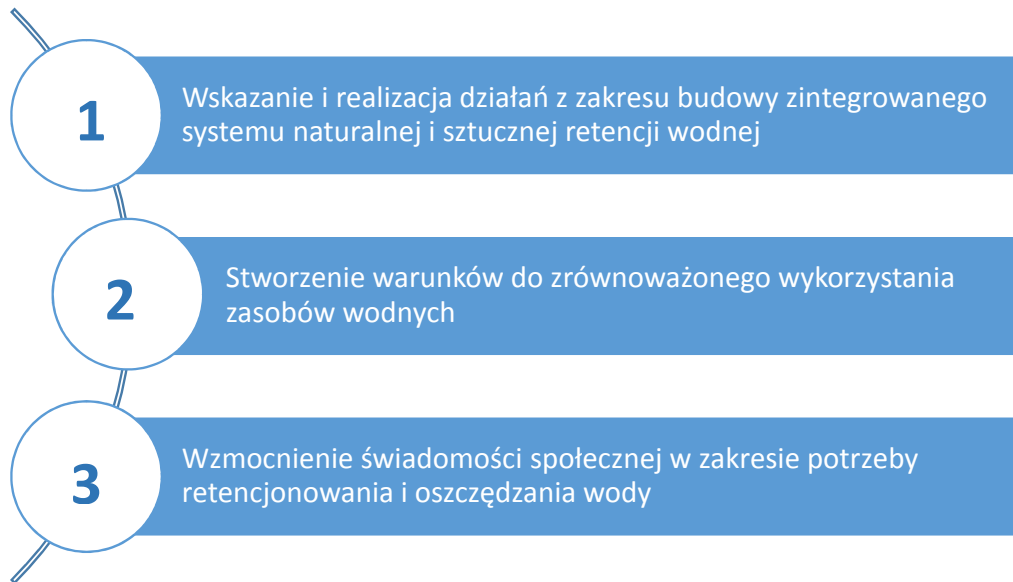 1
Wskazanie i realizacja działań z zakresu budowy zintegrowanego
systemu naturalnej i sztucznej retencji wodnej
2
Stworzenie warunków do zrównoważonego wykorzystania
zasobów wodnych
3
Wzmocnienie świadomości społecznej w zakresie potrzeby
retencjonowania i oszczędzania wody